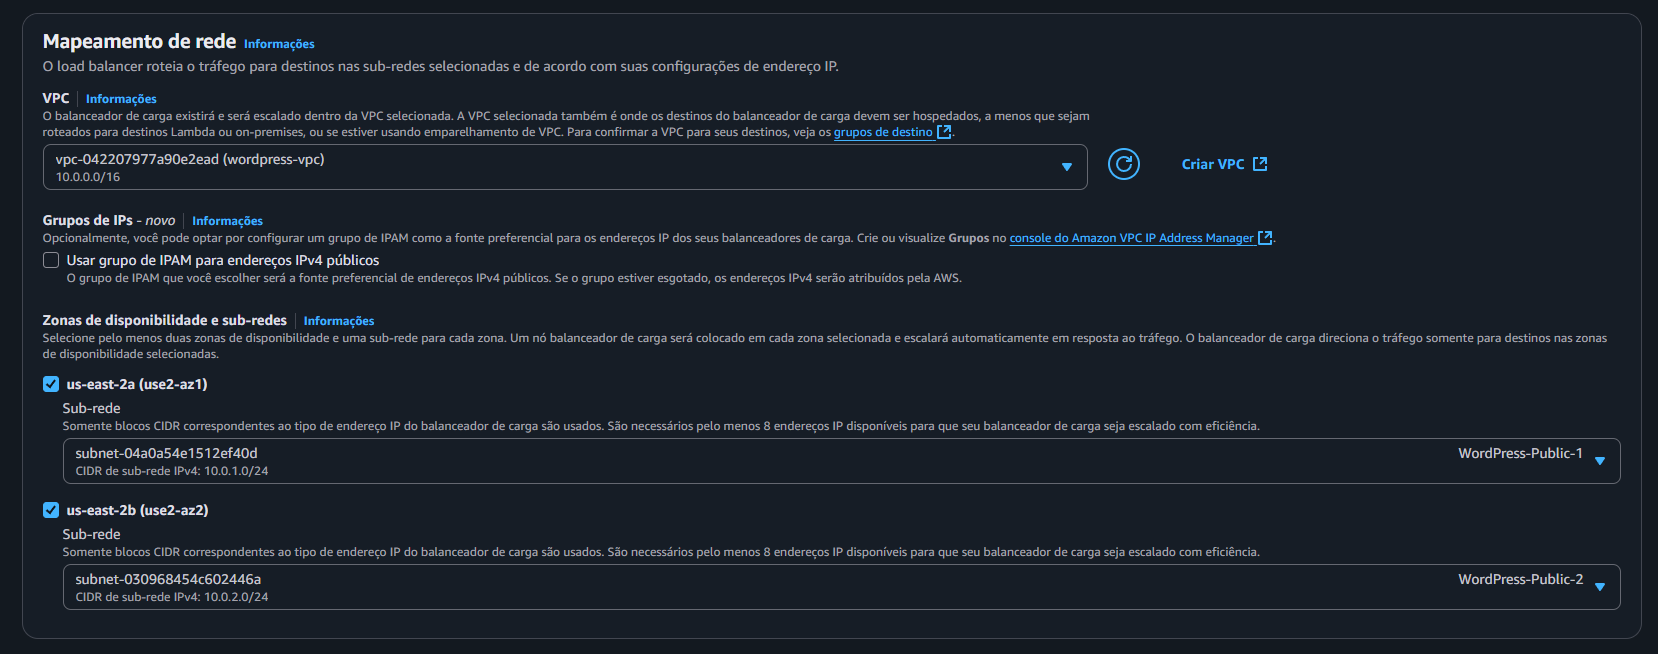 Mapeamento de rede Informações
O load balancer roteia o tráfego para destinos nas sub-redes selecionadas e de acordo com suas configurações de endereço IP.
VPC Informações
O balanceador de carga existirá e será escalado dentro da VPC selecionada. A VPC selecionada também é onde os destinos do balanceador de carga devem ser hospedados, a menos que sejam
roteados para destinos Lambda ou on-premises, ou se estiver usando emparelhamento de VPC. Para confirmar a VPC para seus destinos, veja os grupos de destino.
vpc-042207977a90e2ead (wordpress-vpc)
10.0.0.0/16
Criar VPC
Grupos de IPs - novo Informações
Opcionalmente, você pode optar por configurar um grupo de IPAM como a fonte preferencial para os endereços IP dos seus balanceadores de carga. Crie ou visualize Grupos no console do Amazon VPC IP Address Manager.
Usar grupo de IPAM para endereços IPv4 públicos
O grupo de IPAM que você escolher será a fonte preferencial de endereços IPv4 públicos. Se o grupo estiver esgotado, os endereços IPv4 serão atribuídos pela AWS.
Zonas de disponibilidade e sub-redes Informações
Selecione pelo menos duas zonas de disponibilidade e uma sub-rede para cada zona. Um nó balanceador de carga será colocado em cada zona selecionada e escalará automaticamente em resposta ao tráfego. O balanceador de carga direciona o tráfego somente para destinos nas zonas
de disponibilidade selecionadas.
us-east-2a (use2-az1)
Sub-rede
Somente blocos CIDR correspondentes ao tipo de endereço IP do balanceador de carga são usados. São necessários pelo menos 8 endereços IP disponíveis para que seu balanceador de carga seja escalado com eficiência.
subnet-04a0a54e1512ef40d WordPress-Public-1
CIDR de sub-rede IPv4: 10.0.1.0/24
us-east-2b (use2-az2)
Sub-rede
Somente blocos CIDR correspondentes ao tipo de endereço IP do balanceador de carga são usados. São necessários pelo menos 8 endereços IP disponíveis para que seu balanceador de carga seja escalado com eficiência.
subnet-030968454c602446a WordPress-Public-2
CIDR de sub-rede IPv4: 10.0.2.0/24